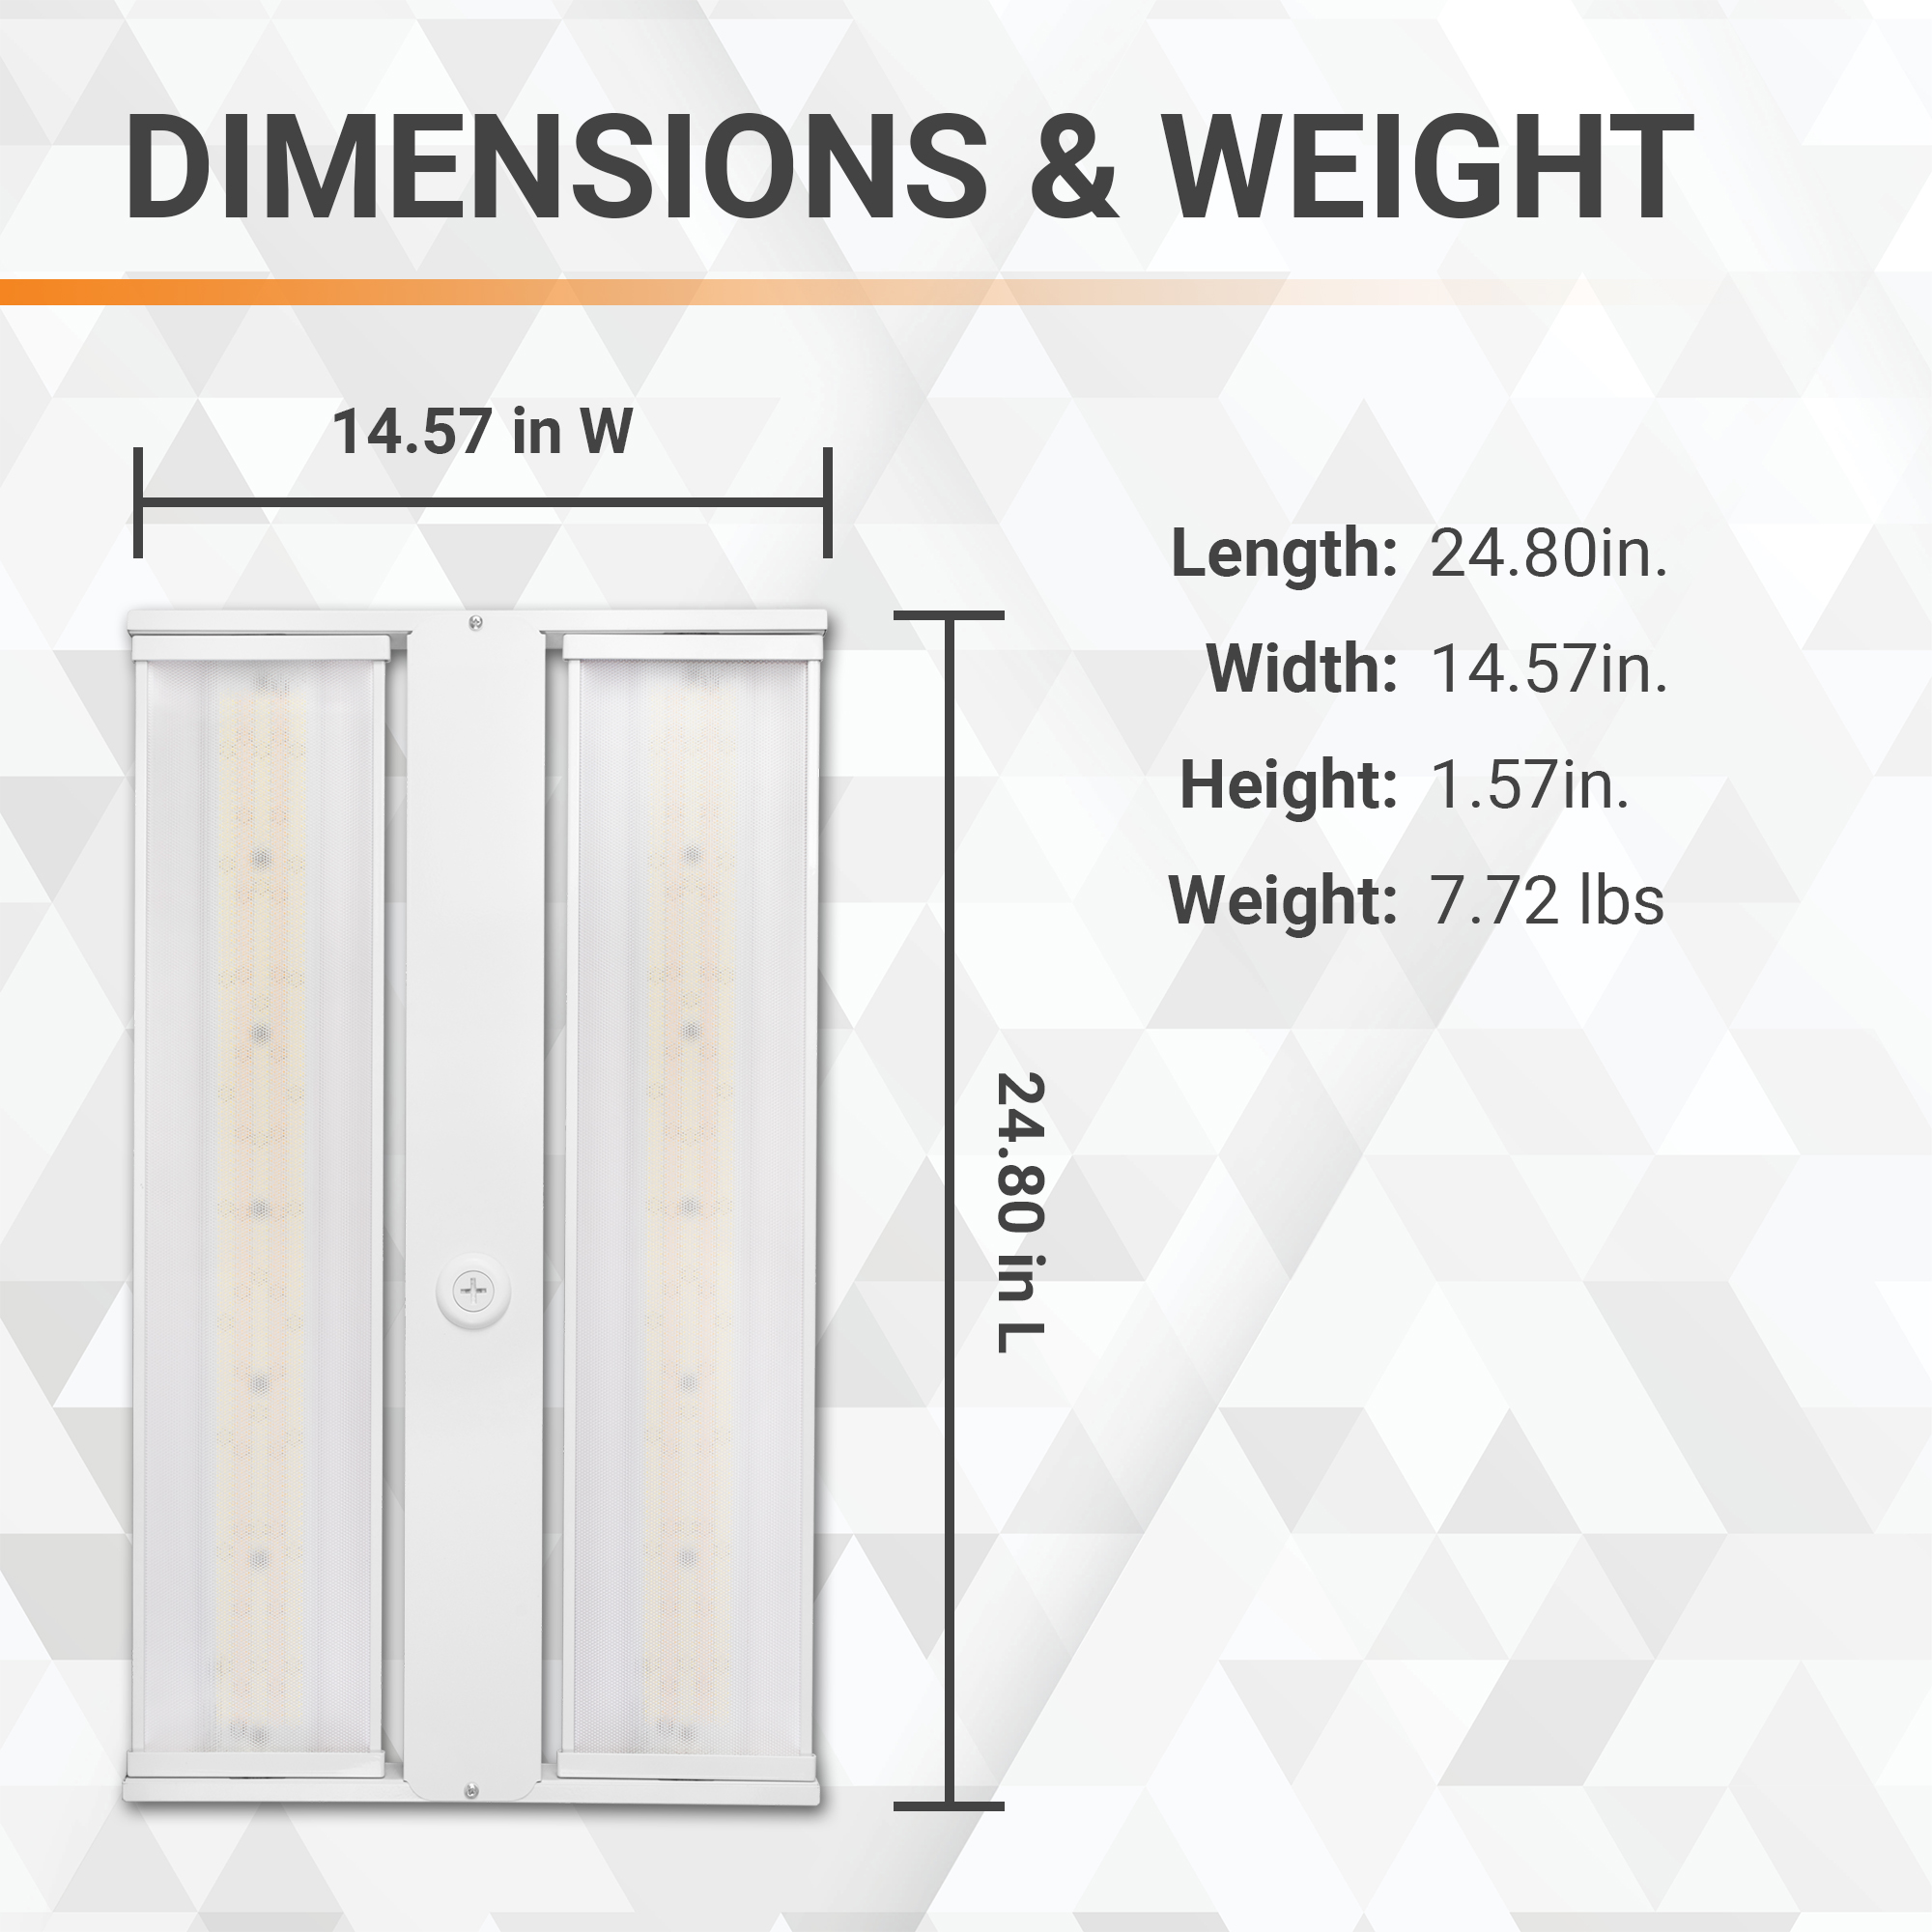 DIMENSIONS & WEIGHT
14.57 in W
Length: 24.80in.
Width: 14.57in.
Height: 1.57in.
Weight: 7.72 lbs
24.80 in L